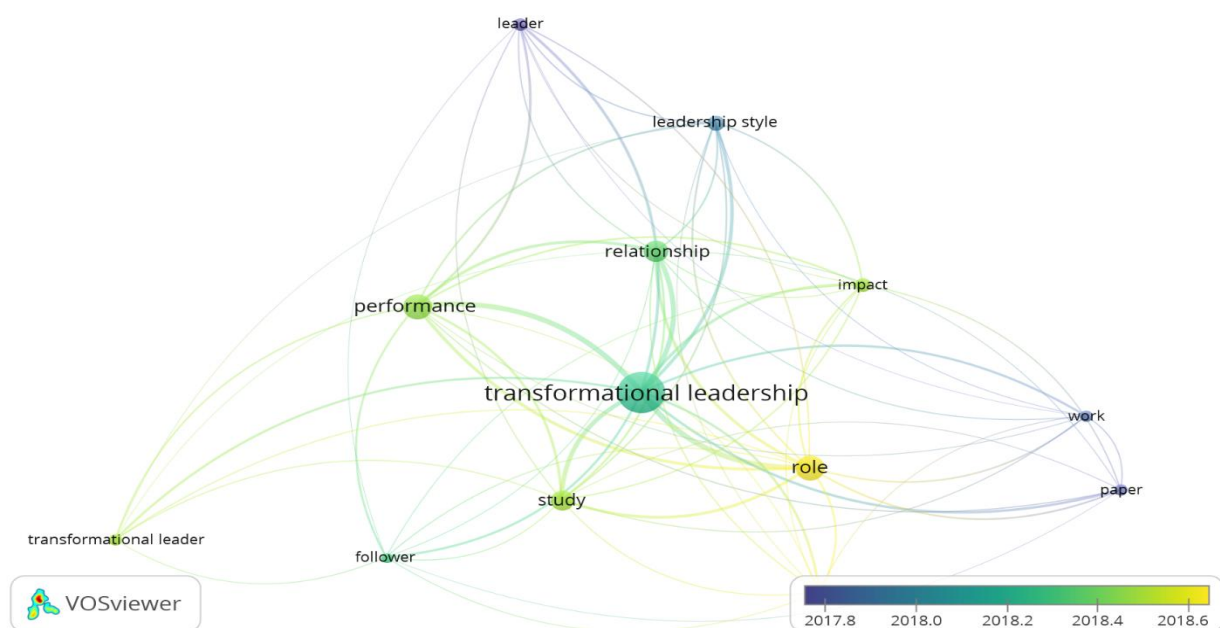 leader
leadership style
relationship
impact
performance
transformational leadership
work
role
paper
study
transformational leader
follower
VOSviewer
2017.8 2018.0 2018.2 2018.4 2018.6